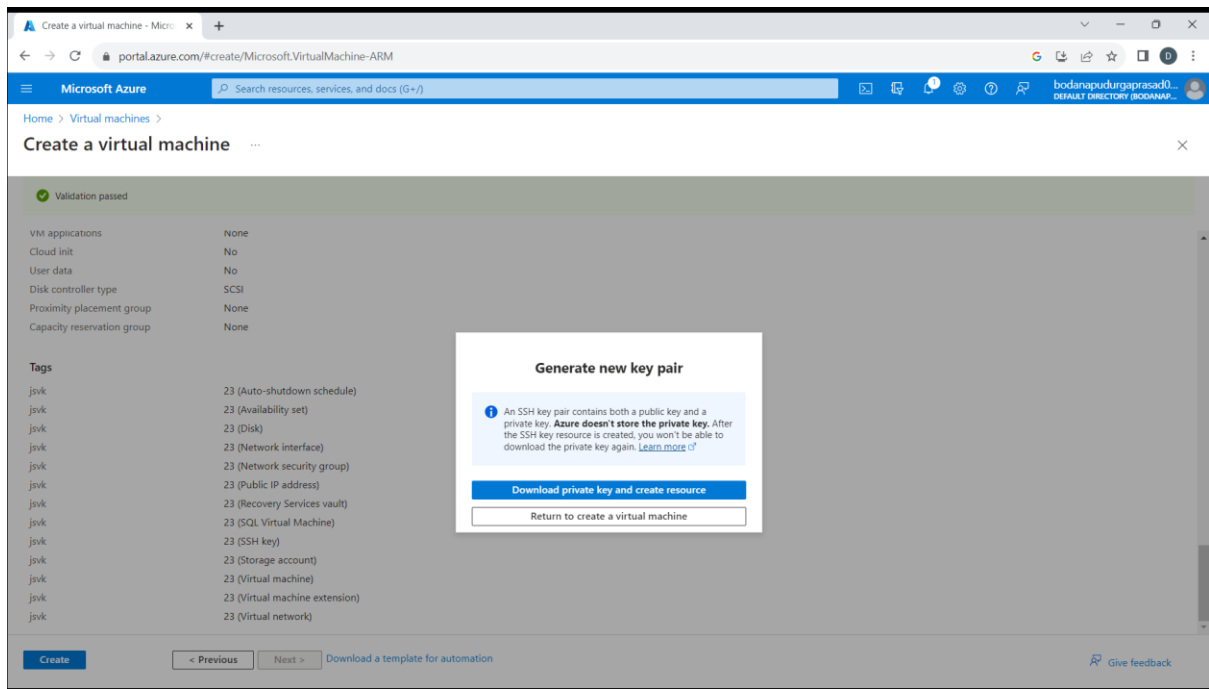 Create a virtual machine - Micro
portal.azure.com/#create/Microsoft.VirtualMachine-ARM
G
D
Microsoft Azure
Search resources, services, and docs (G+/)
1
bodanapudurgaprasad0...
DEFAULT DIRECTORY (BODANAP...
Home > Virtual machines >
Create a virtual machine ...
Validation passed
VM applications None
Cloud init No
User data No
Disk controller type SCSI
Proximity placement group None
Capacity reservation group None
Tags
jsvk 23 (Auto-shutdown schedule)
jsvk 23 (Availability set)
jsvk 23 (Disk)
jsvk 23 (Network interface)
jsvk 23 (Network security group)
jsvk 23 (Public IP address)
jsvk 23 (Recovery Services vault)
jsvk 23 (SQL Virtual Machine)
jsvk 23 (SSH key)
jsvk 23 (Storage account)
jsvk 23 (Virtual machine)
jsvk 23 (Virtual machine extension)
jsvk 23 (Virtual network)
Generate new key pair
An SSH key pair contains both a public key and a
private key. Azure doesn't store the private key. After
the SSH key resource is created, you won't be able to
download the private key again. Learn more
Download private key and create resource
Return to create a virtual machine
Create
< Previous
Next >
Download a template for automation
Give feedback